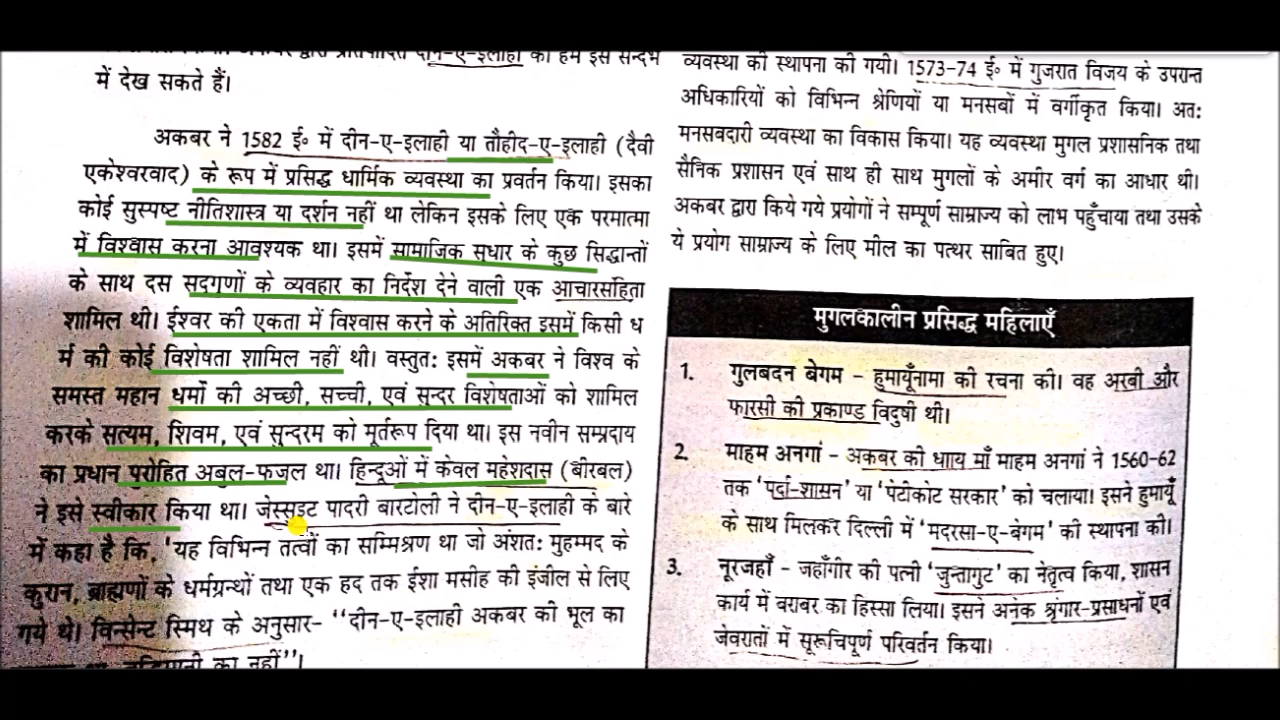 दीन-ए-इलाही को हम इस सन्दर्भ
में देख सकते हैं।
अकबर ने 1582 ई॰ में दीन-ए-इलाही या तौहीद-ए-इलाही (दैवी
एकेश्वरवाद) के रूप में प्रसिद्ध धार्मिक व्यवस्था का प्रवर्तन किया। इसका
कोई सुस्पष्ट नीतिशास्त्र या दर्शन नहीं था लेकिन इसके लिए एक परमात्मा
में विश्वास करना आवश्यक था। इसमें सामाजिक सुधार के कुछ सिद्धान्तों
के साथ दस सदगुणों के व्यवहार का निर्देश देने वाली एक आचारसंहिता
शामिल थी। ईश्वर की एकता में विश्वास करने के अतिरिक्त इसमें किसी ध
र्म की कोई विशेषता शामिल नहीं थी। वस्तुतः इसमें अकबर ने विश्व के
समस्त महान धर्मो की अच्छी, सच्ची, एवं सुन्दर विशेषताओं को शामिल
करके सत्यम, शिवम, एवं सुन्दरम को मूर्तरूप दिया था। इस नवीन सम्प्रदाय
का प्रधान पुरोहित अबुल-फजल था। हिन्दूओं में केवल महेशदास (बीरबल)
ने इसे स्वीकार किया था। जेस्सुइट पादरी बारटोली ने दीन-ए-इलाही के बारे
में कहा है कि, 'यह विभिन्न तत्वों का सम्मिश्रण था जो अंशतः मुहम्मद के
कुरान, ब्राह्मणों के धर्मग्रन्थों तथा एक हद तक ईशा मसीह की इंजील से लिए
गये थे। विन्सेन्ट स्मिथ के अनुसार- “दीन-ए-इलाही अकबर की भूल का
का नहीं”।
व्यवस्था की स्थापना की गयी। 1573-74 ई॰ में गुजरात विजय के उपरान्त
अधिकारियों को विभिन्न श्रेणियों या मनसबों में वर्गीकृत किया। अतः
मनसबदारी व्यवस्था का विकास किया। यह व्यवस्था मुगल प्रशासनिक तथा
सैनिक प्रशासन एवं साथ ही साथ मुगलों के अमीर वर्ग का आधार थी।
अकबर द्वारा किये गये प्रयोगों ने सम्पूर्ण साम्राज्य को लाभ पहुँचाया तथा उसके
ये प्रयोग साम्राज्य के लिए मील का पत्थर साबित हुए।
मुगलकालीन प्रसिद्ध महिलाएँ
1. गुलबदन बेगम - हुमायूँनामा की रचना की। वह अरबी और
फारसी की प्रकाण्ड विदुषी थी।
2. माहम अनगां - अकबर की धााय माँ माहम अनगां ने 1560-62
तक 'पर्दा-शासन' या 'पेटीकोट सरकार' को चलाया। इसने हुमायूँ
के साथ मिलकर दिल्ली में 'मदरसा-ए-बेगम' की स्थापना की।
3. नूरजहाँ - जहाँगीर की पत्नी 'जुन्तागुट' का नेतृत्व किया, शासन
कार्य में बराबर का हिस्सा लिया। इसने अनेक श्रृंगार-प्रसाधनों एवं
जेवरातों में सुरूचिपूर्ण परिवर्तन किया।